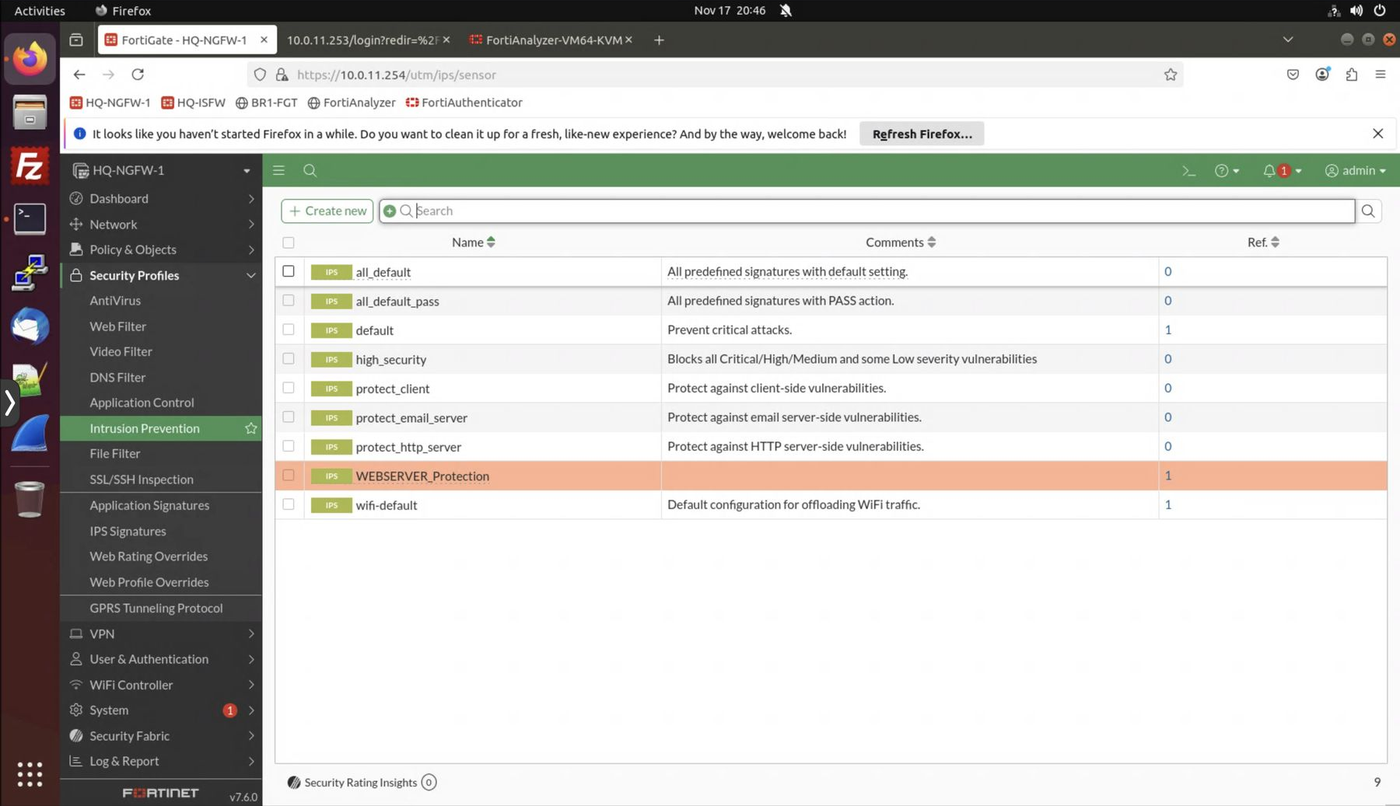 Activities Firefox Nov 17 20:46
FortiGate - HQ-NGFW-1 × 10.0.11.253/login?redir=%2F × FortiAnalyzer-VM64-KVM ×
https://10.0.11.254/utm/ips/sensor
HQ-NGFW-1 HQ-ISFW BR1-FGT FortiAnalyzer FortiAuthenticator
It looks like you haven't started Firefox in a while. Do you want to clean it up for a fresh, like-new experience? And by the way, welcome back! Refresh Firefox...
HQ-NGFW-1
Dashboard
Network
Policy & Objects
Security Profiles
AntiVirus
Web Filter
Video Filter
DNS Filter
Application Control
Intrusion Prevention
File Filter
SSL/SSH Inspection
Application Signatures
IPS Signatures
Web Rating Overrides
Web Profile Overrides
GPRS Tunneling Protocol
VPN
User & Authentication
WiFi Controller
System 1
Security Fabric
Log & Report
FORTINET v7.6.0
>_ ? 1 admin
+ Create new Search
Name Comments Ref.
IPS all_default All predefined signatures with default setting. 0
IPS all_default_pass All predefined signatures with PASS action. 0
IPS default Prevent critical attacks. 1
IPS high_security Blocks all Critical/High/Medium and some Low severity vulnerabilities 0
IPS protect_client Protect against client-side vulnerabilities. 0
IPS protect_email_server Protect against email server-side vulnerabilities. 0
IPS protect_http_server Protect against HTTP server-side vulnerabilities. 0
IPS WEBSERVER_Protection 1
IPS wifi-default Default configuration for offloading WiFi traffic. 1
Security Rating Insights 0 9